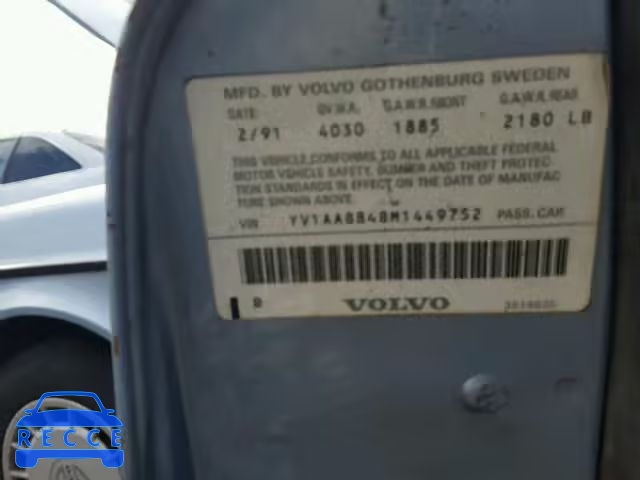 MFD. BY VOLVO GOTHENBURG SWEDEN
DATE: G.V.W.R. G.A.W.R. FRONT G.A.W.R. REAR
2/91 4030 1885 2180 LB
THIS VEHICLE CONFORMS TO ALL APPLICABLE FEDERAL
MOTOR VEHICLE SAFETY, BUMPER AND THEFT PROTEC-
TION STANDARDS IN EFFECT ON THE DATE OF MANUFAC
TURE SHOWN ABOVE.
VIN YV1AA8848M1449752 PASS. CAR
VOLVO
RECCE